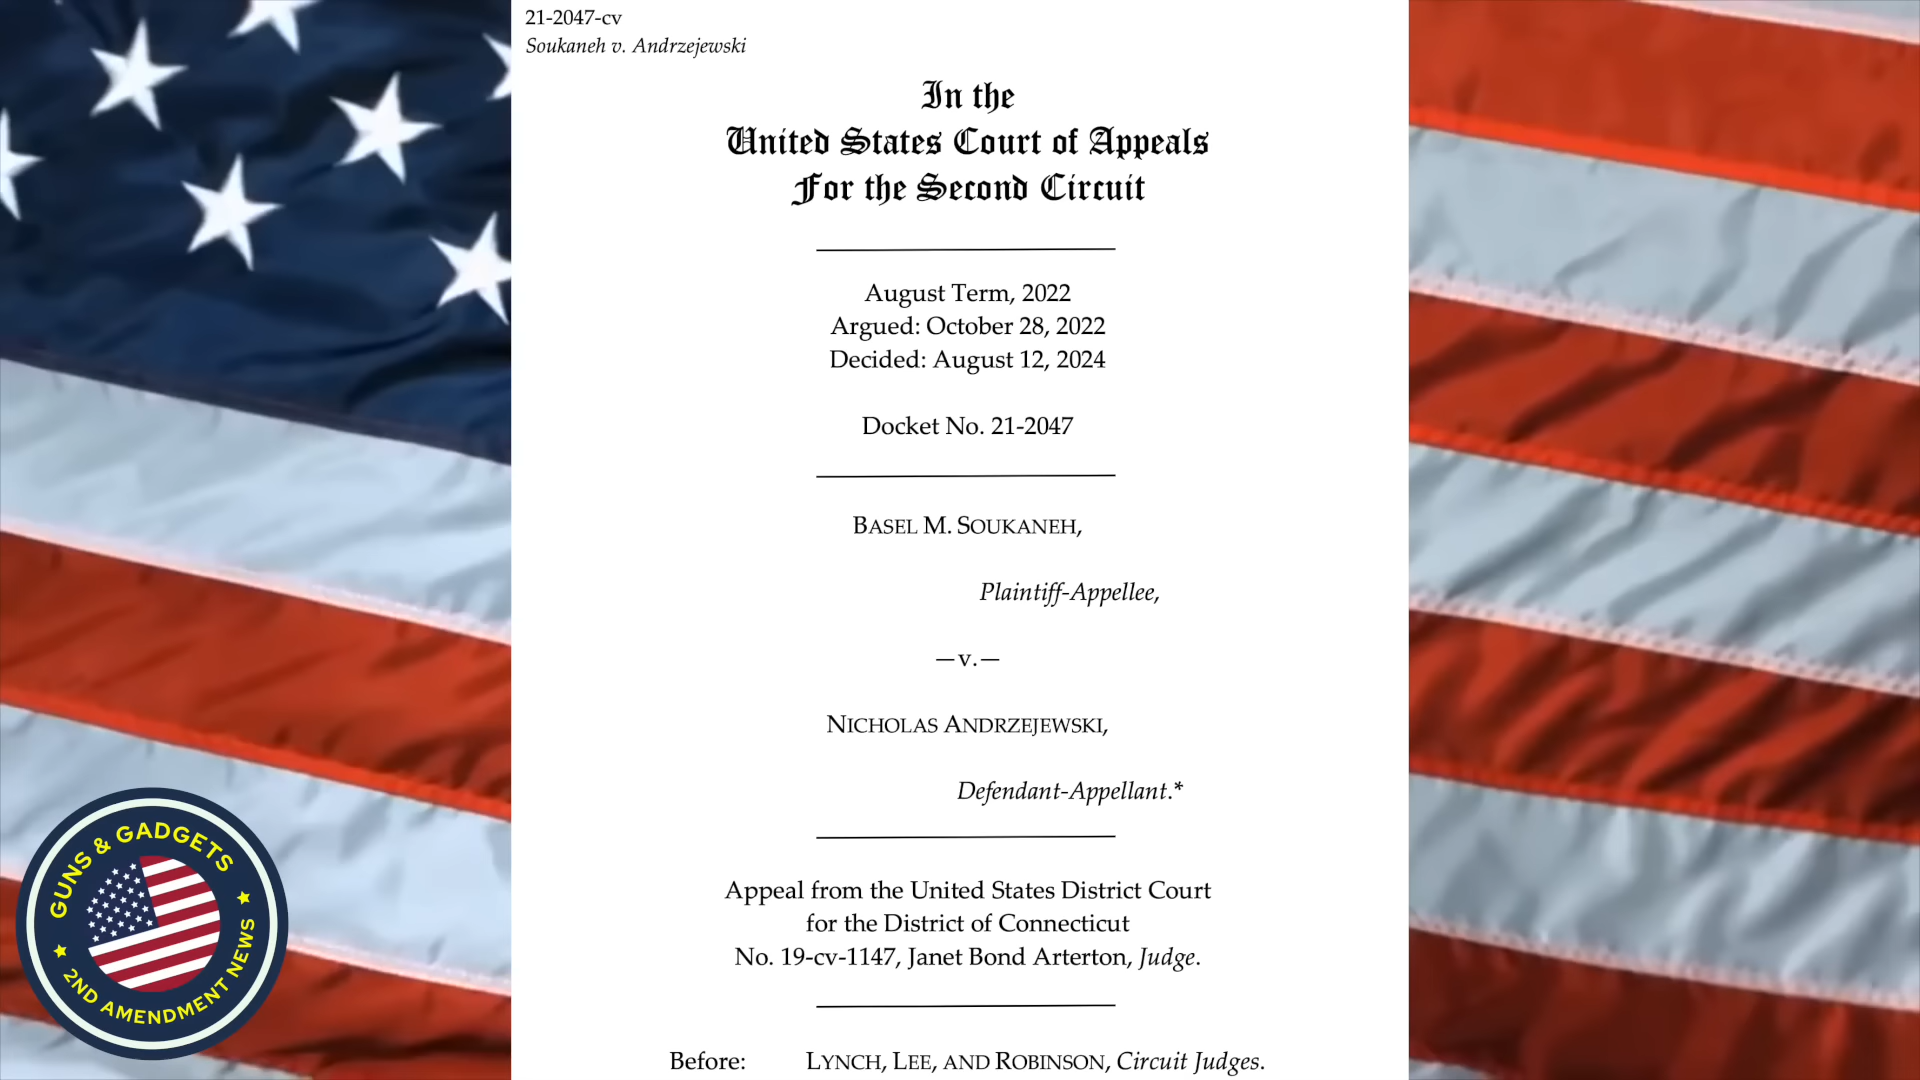 21-2047-cv
Soukaneh v. Andrzejewski
In the
United States Court of Appeals
For the Second Circuit
August Term, 2022
Argued: October 28, 2022
Decided: August 12, 2024
Docket No. 21-2047
BASEL M. SOUKANEH,
Plaintiff-Appellee,
—v.—
NICHOLAS ANDRZEJEWSKI,
Defendant-Appellant.*
Appeal from the United States District Court
for the District of Connecticut
No. 19-cv-1147, Janet Bond Arterton, Judge.
Before: LYNCH, LEE, AND ROBINSON, Circuit Judges.
GUNS & GADGETS
2ND AMENDMENT NEWS